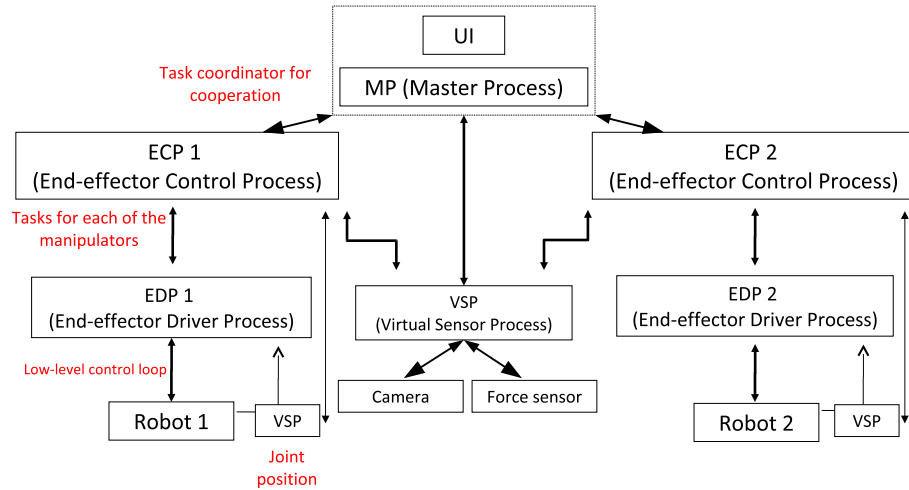 UI
MP (Master Process)
Task coordinator for
cooperation
ECP 1
(End-effector Control Process)
ECP 2
(End-effector Control Process)
Tasks for each of the
manipulators
EDP 1
(End-effector Driver Process)
VSP
(Virtual Sensor Process)
EDP 2
(End-effector Driver Process)
Low-level control loop
Camera
Force sensor
Robot 1
VSP
Robot 2
VSP
Joint
position